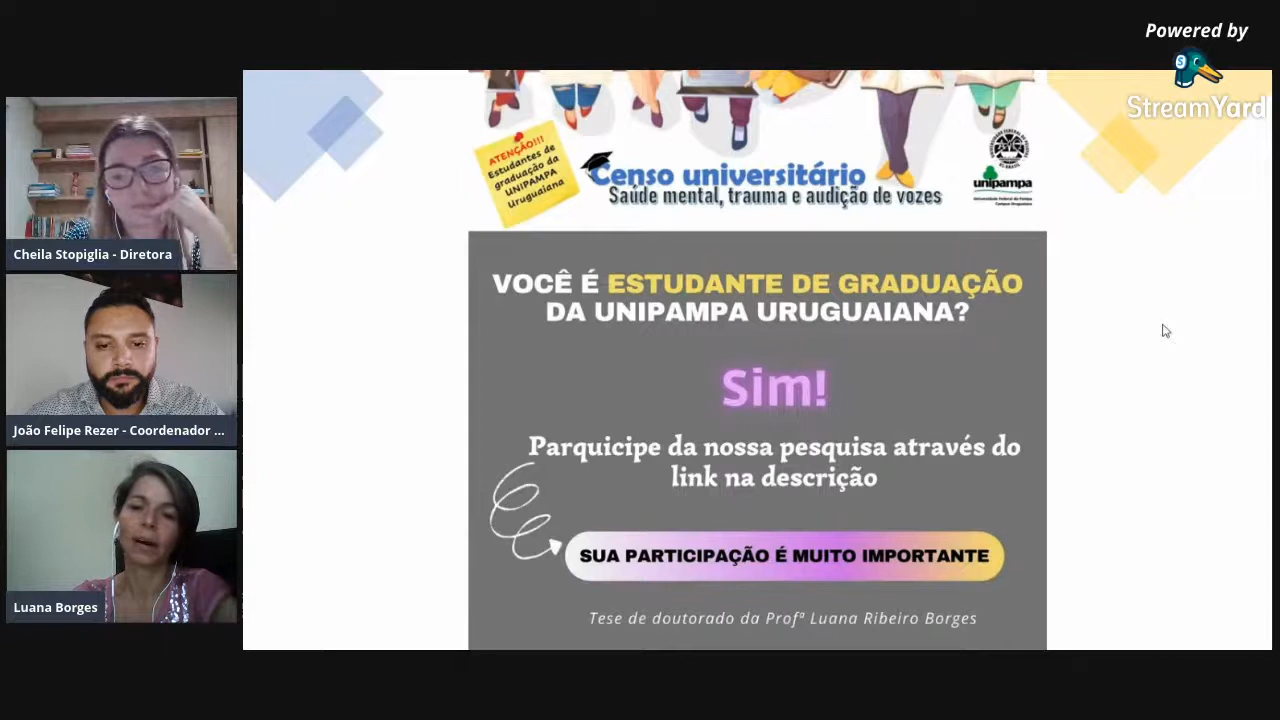 Powered by
StreamYard
Cheila Stopiglia - Diretora
João Felipe Rezer - Coordenador ...
Luana Borges
ATENÇÃO!!!
Estudantes de
graduação da
UNIPAMPA
Uruguaiana
Censo universitário
Saúde mental, trauma e audição de vozes
unipampa
VOCÊ É ESTUDANTE DE GRADUAÇÃO
DA UNIPAMPA URUGUAIANA?
Sim!
Parquicipe da nossa pesquisa através do
link na descrição
SUA PARTICIPAÇÃO É MUITO IMPORTANTE
Tese de doutorado da Profª Luana Ribeiro Borges